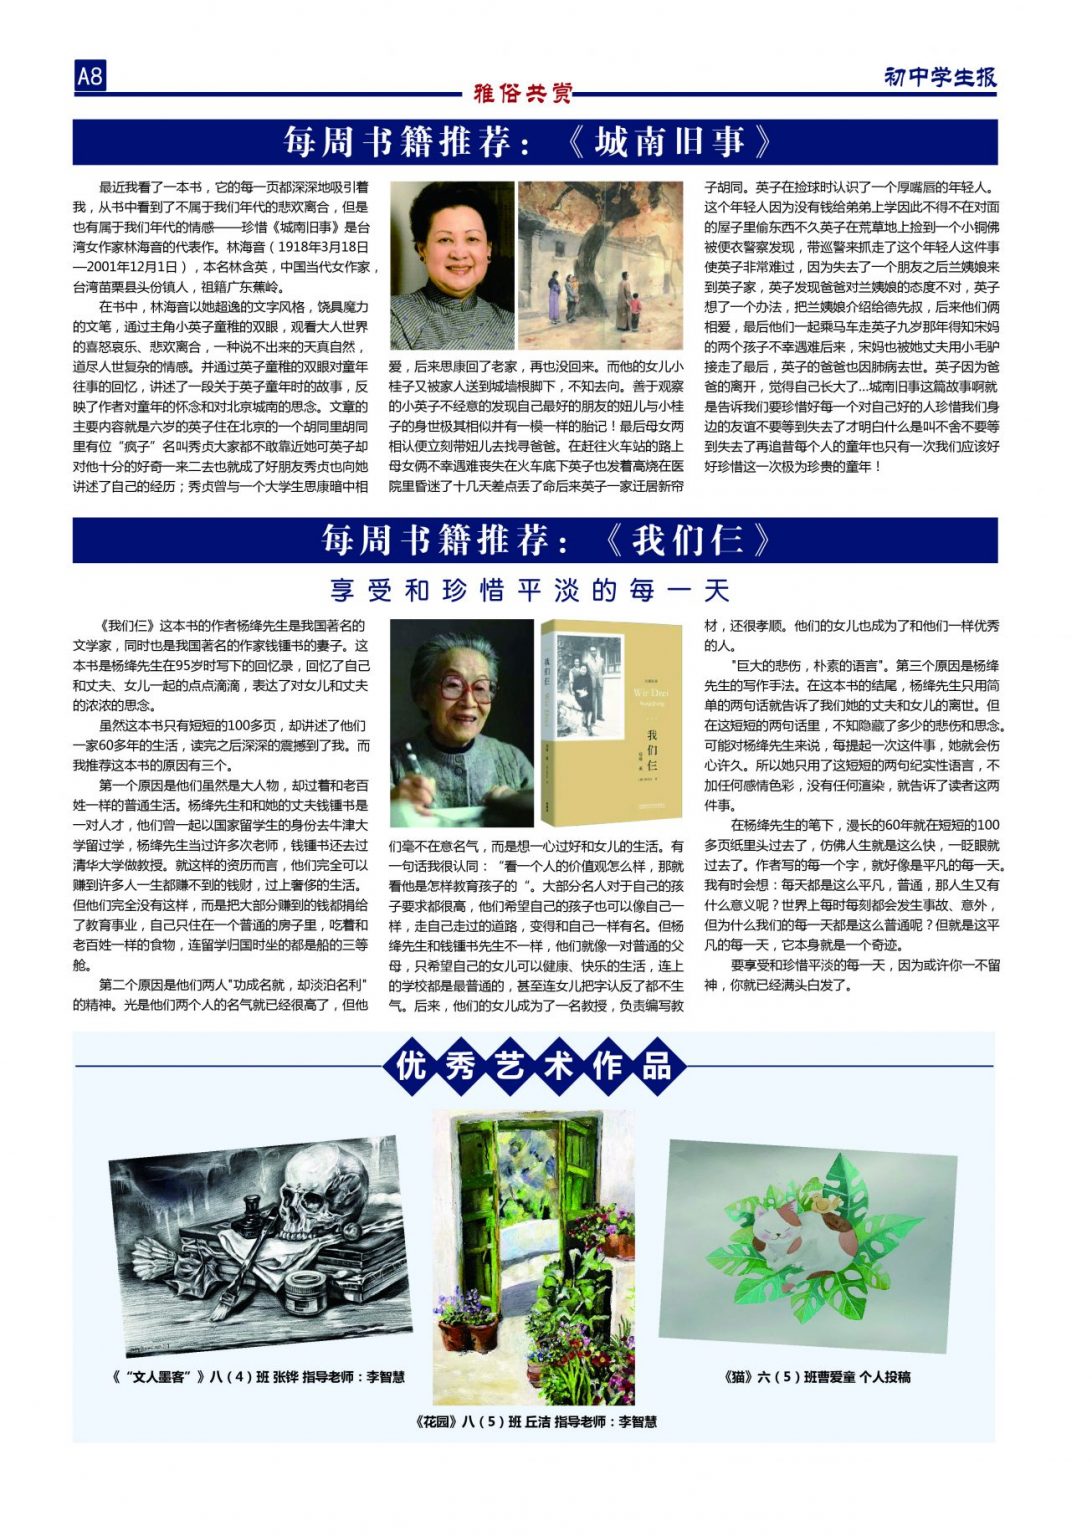 A8
雅俗共赏
初中学生报
每周书籍推荐：《城南旧事》
最近我看了一本书，它的每一页都深深地吸引着
我，从书中看到了不属于我们年代的悲欢离合，但是
也有属于我们年代的情感——珍惜《城南旧事》是台
湾女作家林海音的代表作。林海音（1918年3月18日
—2001年12月1日），本名林含英，中国当代女作家，
台湾苗栗县头份镇人，祖籍广东蕉岭。
在书中，林海音以她超逸的文字风格，饶具魔力
的文笔，通过主角小英子童稚的双眼，观看大人世界
的喜怒哀乐、悲欢离合，一种说不出来的天真自然，
道尽人世复杂的情感。并通过英子童稚的双眼对童年
往事的回忆，讲述了一段关于英子童年时的故事，反
映了作者对童年的怀念和对北京城南的思念。文章的
主要内容就是六岁的英子住在北京的一个胡同里胡同
里有位“疯子”名叫秀贞大家都不敢靠近她可英子却
对他十分的好奇一来二去也就成了好朋友秀贞也向她
讲述了自己的经历；秀贞曾与一个大学生思康暗中相
爱，后来思康回了老家，再也没回来。而他的女儿小
桂子又被家人送到城墙根脚下，不知去向。善于观察
的小英子不经意的发现自己最好的朋友的妞儿与小桂
子的身世极其相似并有一模一样的胎记！最后母女两
相认便立刻带妞儿去找寻爸爸。在赶往火车站的路上
母女俩不幸遇难丧失在火车底下英子也发着高烧在医
院里昏迷了十几天差点丢了命后来英子一家迁居新帘
子胡同。英子在捡球时认识了一个厚嘴唇的年轻人。
这个年轻人因为没有钱给弟弟上学因此不得不在对面
的屋子里偷东西不久英子在荒草地上捡到一个小铜佛
被便衣警察发现，带巡警来抓走了这个年轻人这件事
使英子非常难过，因为失去了一个朋友之后兰姨娘来
到英子家，英子发现爸爸对兰姨娘的态度不对，英子
想了一个办法，把兰姨娘介绍给德先叔，后来他们俩
相爱，最后他们一起乘马车走英子九岁那年得知宋妈
的两个孩子不幸遇难后来，宋妈也被她丈夫用小毛驴
接走了最后，英子的爸爸也因肺病去世。英子因为爸
爸的离开，觉得自己长大了...城南旧事这篇故事啊就
是告诉我们要珍惜好每一个对自己好的人珍惜我们身
边的友谊不要等到失去了才明白什么是叫不舍不要等
到失去了再追昔每个人的童年也只有一次我们应该好
好珍惜这一次极为珍贵的童年！
每周书籍推荐：《我们仨》
享受和珍惜平淡的每一天
《我们仨》这本书的作者杨绛先生是我国著名的
文学家，同时也是我国著名的作家钱锺书的妻子。这
本书是杨绛先生在95岁时写下的回忆录，回忆了自己
和丈夫、女儿一起的点点滴滴，表达了对女儿和丈夫
的浓浓的思念。
虽然这本书只有短短的100多页，却讲述了他们
一家60多年的生活，读完之后深深的震撼到了我。而
我推荐这本书的原因有三个。
第一个原因是他们虽然是大人物，却过着和老百
姓一样的普通生活。杨绛先生和和她的丈夫钱锺书是
一对人才，他们曾一起以国家留学生的身份去牛津大
学留过学，杨绛先生当过许多次老师，钱锺书还去过
清华大学做教授。就这样的资历而言，他们完全可以
赚到许多人一生都赚不到的钱财，过上奢侈的生活。
但他们完全没有这样，而是把大部分赚到的钱都捐给
了教育事业，自己只住在一个普通的房子里，吃着和
老百姓一样的食物，连留学归国时坐的都是船的三等
舱。
第二个原因是他们两人"功成名就，却淡泊名利"
的精神。光是他们两个人的名气就已经很高了，但他
我们仨
Wir Drei
我们仨
们毫不在意名气，而是想一心过好和女儿的生活。有
一句话我很认同：“看一个人的价值观怎么样，那就
看他是怎样教育孩子的“。大部分名人对于自己的孩
子要求都很高，他们希望自己的孩子也可以像自己一
样，走自己走过的道路，变得和自己一样有名。但杨
绛先生和钱锺书先生不一样，他们就像一对普通的父
母，只希望自己的女儿可以健康、快乐的生活，连上
的学校都是最普通的，甚至连女儿把字认反了都不生
气。后来，他们的女儿成为了一名教授，负责编写教
材，还很孝顺。他们的女儿也成为了和他们一样优秀
的人。
"巨大的悲伤，朴素的语言"。第三个原因是杨绛
先生的写作手法。在这本书的结尾，杨绛先生只用简
单的两句话就告诉了我们她的丈夫和女儿的离世。但
在这短短的两句话里，不知隐藏了多少的悲伤和思念。
可能对杨绛先生来说，每提起一次这件事，她就会伤
心许久。所以她只用了这短短的两句纪实性语言，不
加任何感情色彩，没有任何渲染，就告诉了读者这两
件事。
在杨绛先生的笔下，漫长的60年就在短短的100
多页纸里头过去了，仿佛人生就是这么快，一眨眼就
过去了。作者写的每一个字，就好像是平凡的每一天。
我有时会想：每天都是这么平凡，普通，那人生又有
什么意义呢？世界上每时每刻都会发生事故、意外，
但为什么我们的每一天都是这么普通呢？但就是这平
凡的每一天，它本身就是一个奇迹。
要享受和珍惜平淡的每一天，因为或许你一不留
神，你就已经满头白发了。
优秀艺术作品
《“文人墨客”》八（4）班 张铧 指导老师：李智慧
《花园》八（5）班 丘洁 指导老师：李智慧
《猫》六（5）班曹爱童 个人投稿